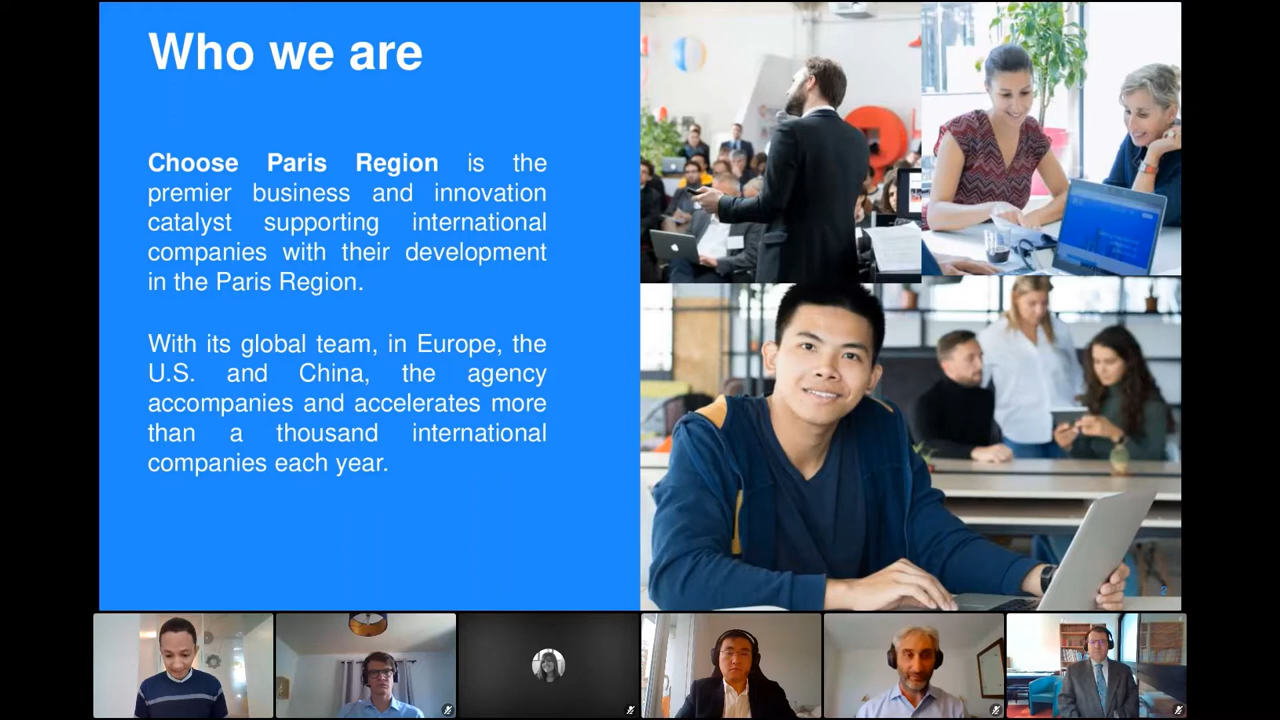 Who we are
Choose Paris Region is the
premier business and innovation
catalyst supporting international
companies with their development
in the Paris Region.
With its global team, in Europe, the
U.S. and China, the agency
accompanies and accelerates more
than a thousand international
companies each year.